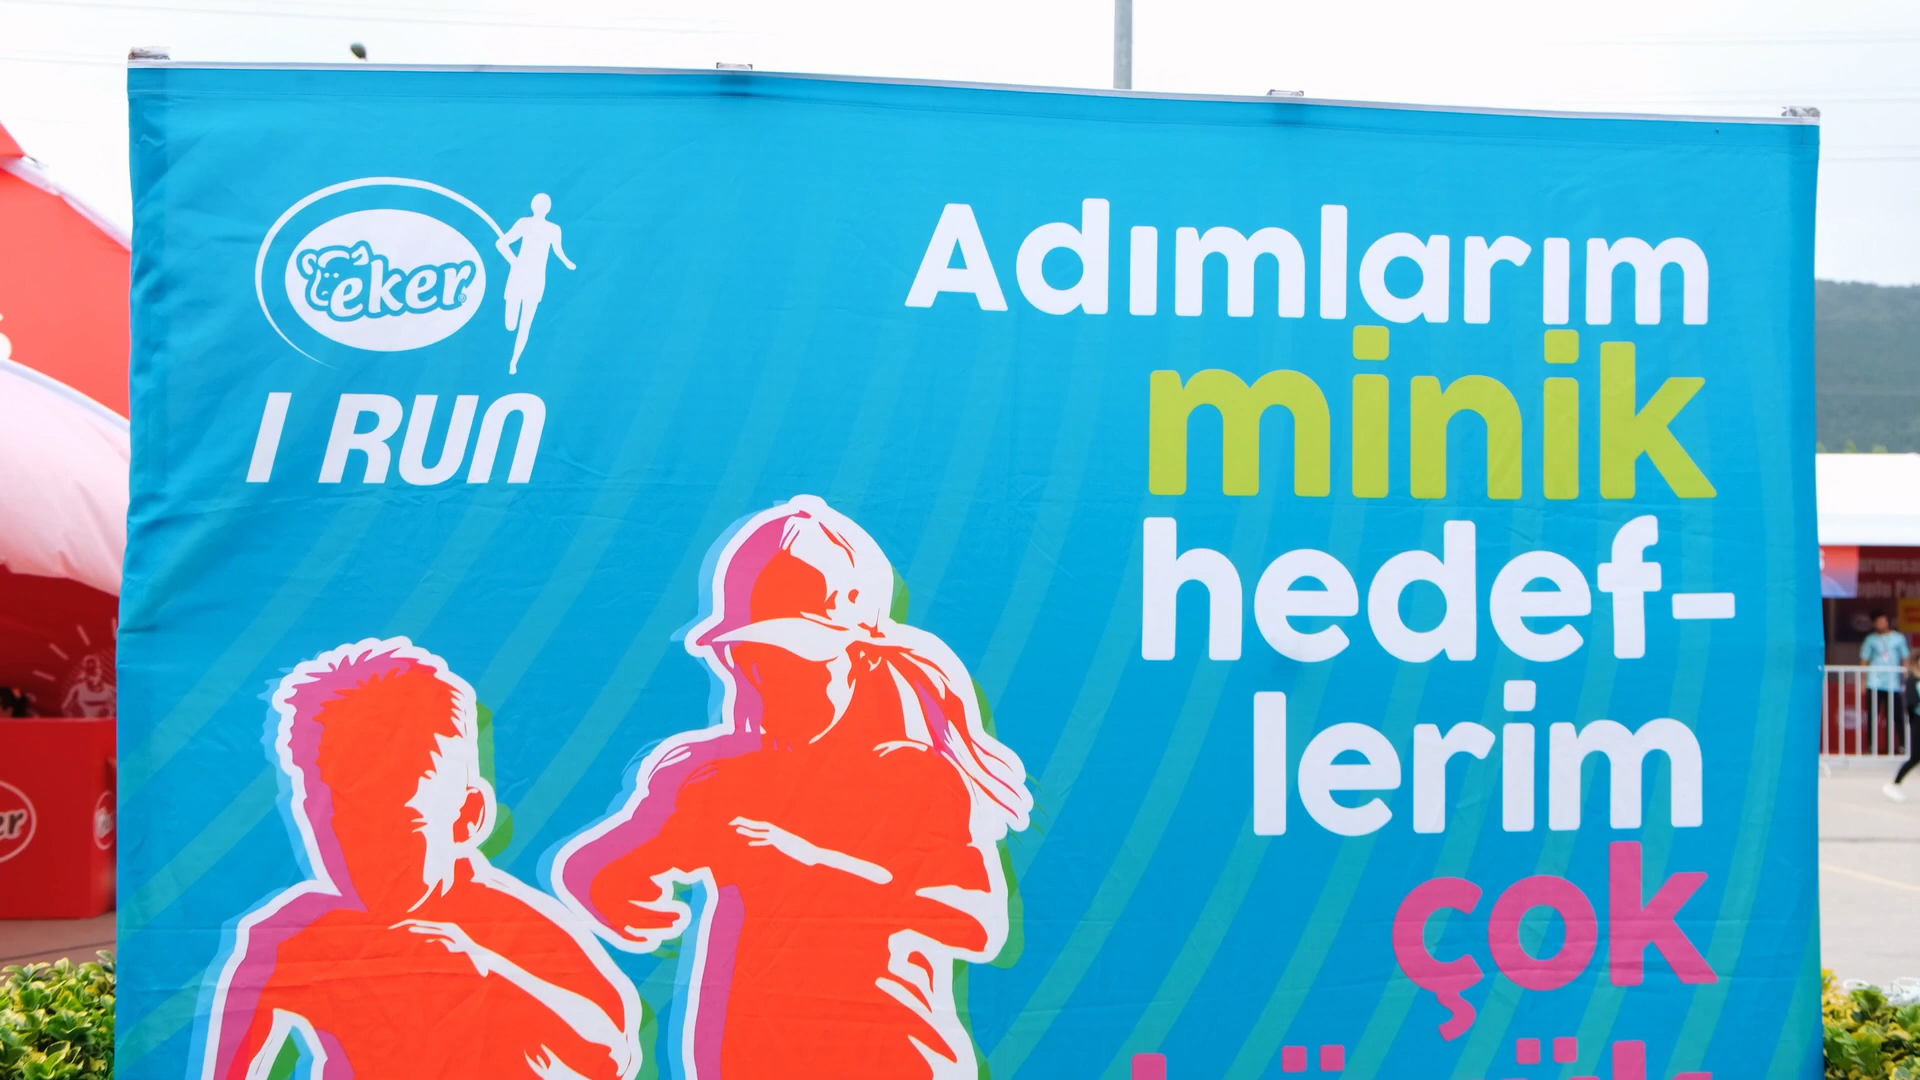 eker
I RUN
Adımlarım
minik
hedef-
lerim
çok